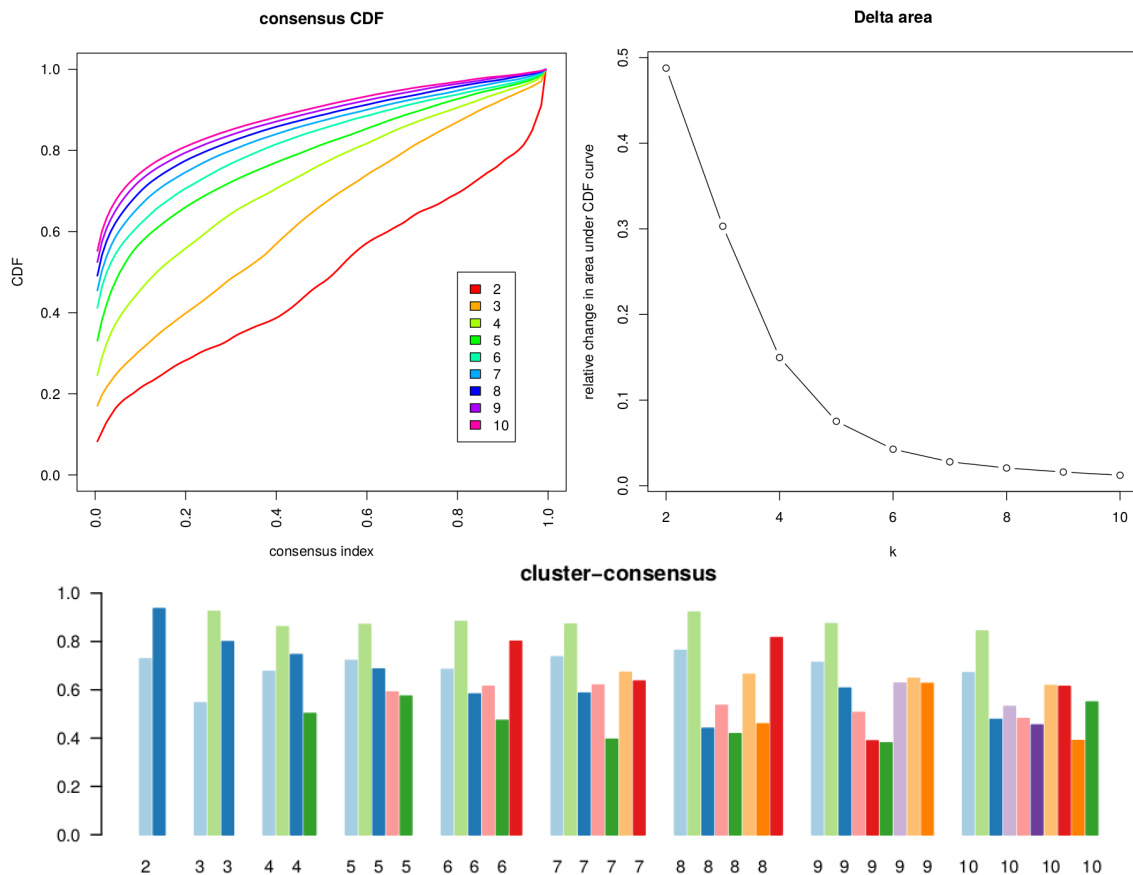 consensus CDF
CDF
1.0
0.8
0.6
0.4
0.2
0.0
2
3
4
5
6
7
8
9
10
0.0 0.2 0.4 0.6 0.8 1.0
consensus index
Delta area
relative change in area under CDF curve
0.5
0.4
0.3
0.2
0.1
0.0
2 4 6 8 10
k
cluster−consensus
1.0
0.8
0.6
0.4
0.2
0.0
2 3 3 4 4 5 5 5 6 6 6 7 7 7 7 8 8 8 8 9 9 9 9 9 10 10 10 10